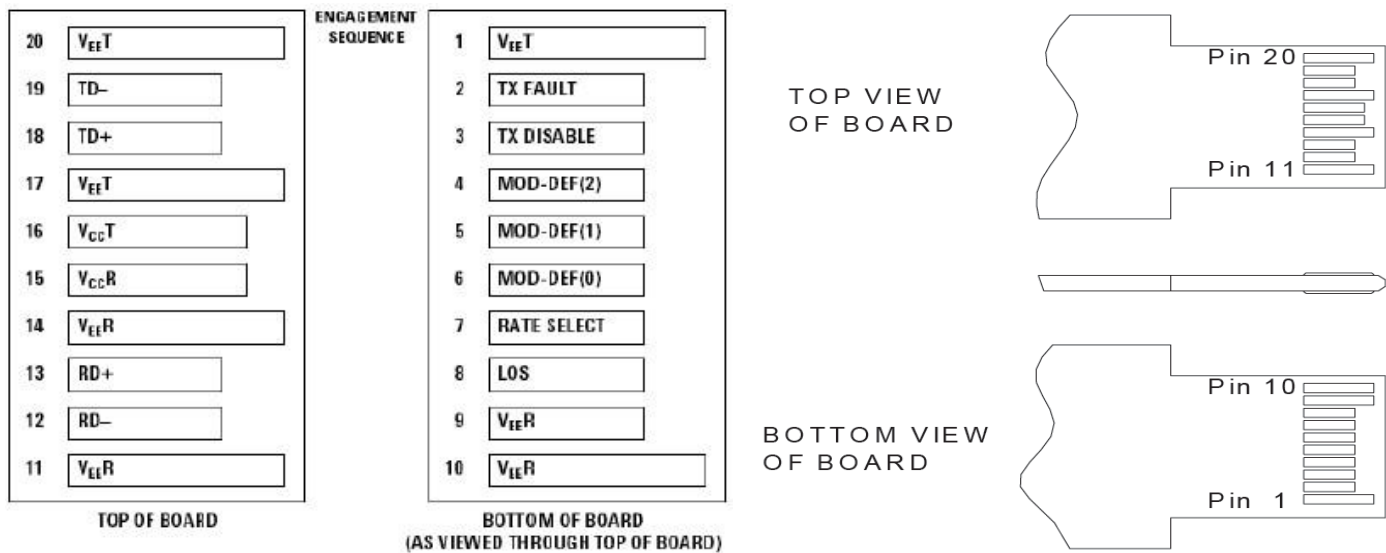 ENGAGEMENT
SEQUENCE
20 VEET
19 TD–
18 TD+
17 VEET
16 VCCT
15 VCCR
14 VEER
13 RD+
12 RD–
11 VEER
TOP OF BOARD
1 VEET
2 TX FAULT
3 TX DISABLE
4 MOD-DEF(2)
5 MOD-DEF(1)
6 MOD-DEF(0)
7 RATE SELECT
8 LOS
9 VEER
10 VEER
BOTTOM OF BOARD
(AS VIEWED THROUGH TOP OF BOARD)
TOP VIEW
OF BOARD
Pin 20
Pin 11
BOTTOM VIEW
OF BOARD
Pin 10
Pin 1